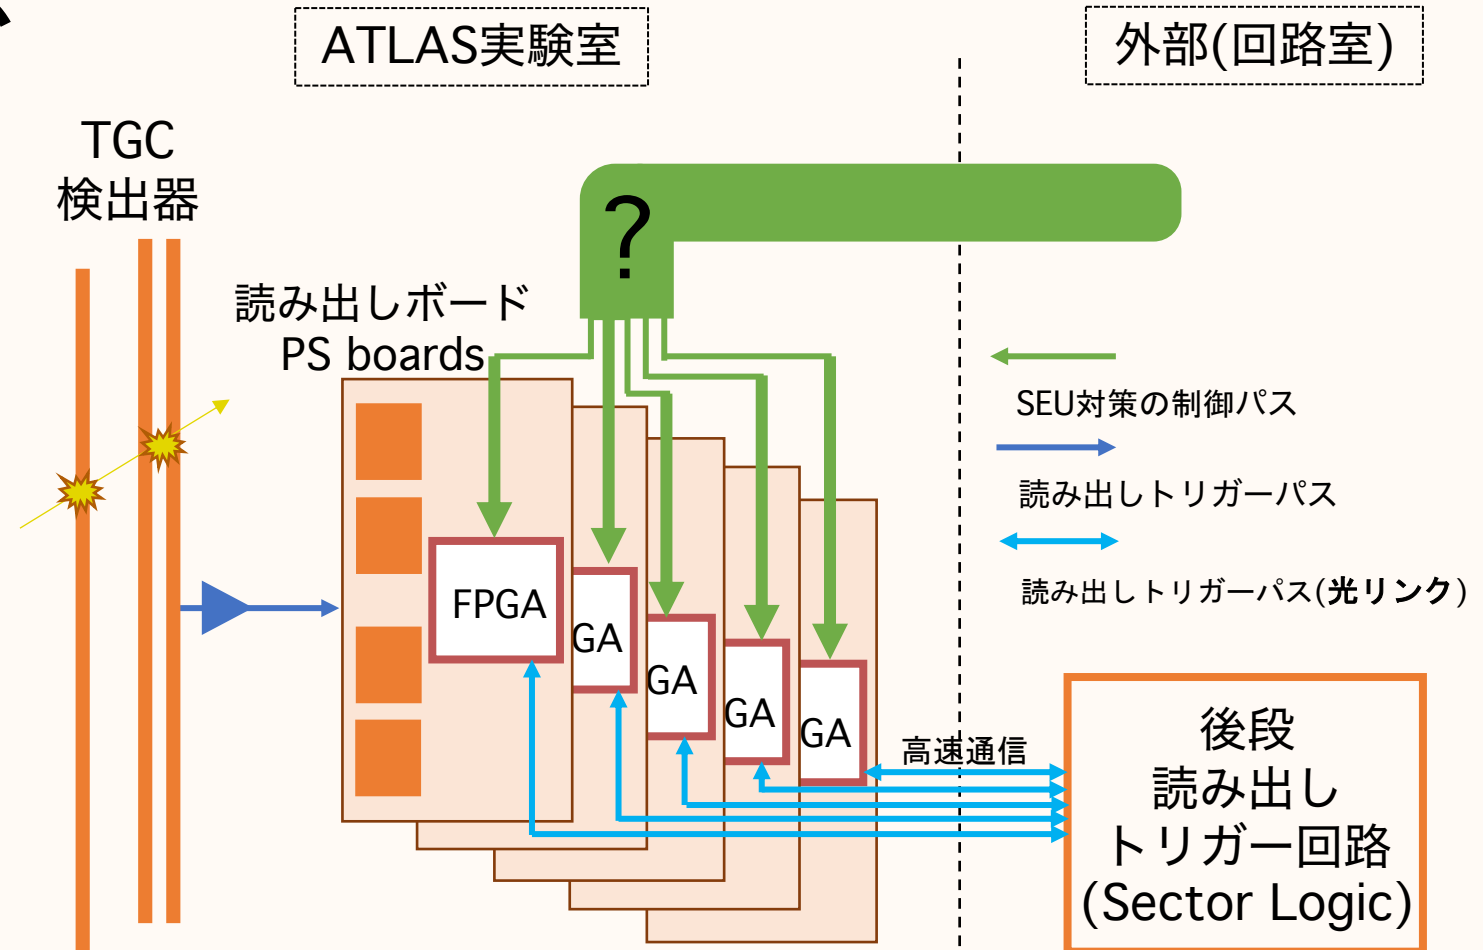 ATLAS実験室
外部(回路室)
TGC
検出器
?
読み出しボード
PS boards
SEU対策の制御パス
読み出しトリガーパス
読み出しトリガーパス(光リンク)
FPGA
GA
GA
GA
GA
高速通信
後段
読み出し
トリガー回路
(Sector Logic)